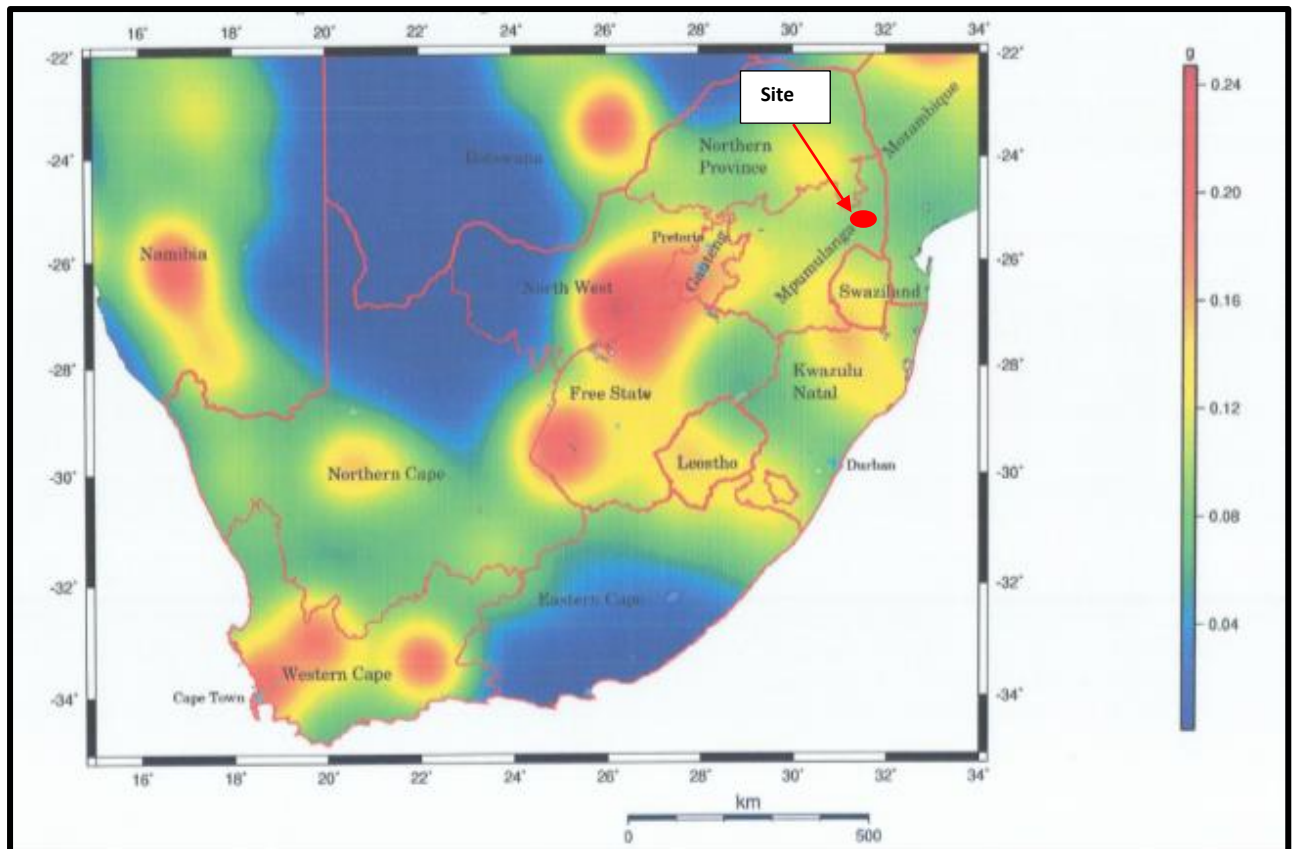 16˚ 18˚ 20˚ 22˚ 24˚ 26˚ 28˚ 30˚ 32˚ 34˚
-22˚ -22˚
g
0.24
Site
Mozambique
Northern
Province
Botswana
-24˚ -24˚
0.20
Pretoria
Gauteng
Mpumulanga
Namibia
-26˚ -26˚
North West
Swaziland
0.16
-28˚ -28˚
Kwazulu
Natal
Free State
0.12
Leostho
Durban
Northern Cape
-30˚ -30˚
0.08
-32˚ -32˚
Eastern Cape
0.04
Western Cape
Cape Town
-34˚ -34˚
16˚ 18˚ 20˚ 22˚ 24˚ 26˚ 28˚ 30˚ 32˚ 34˚
km
0 500